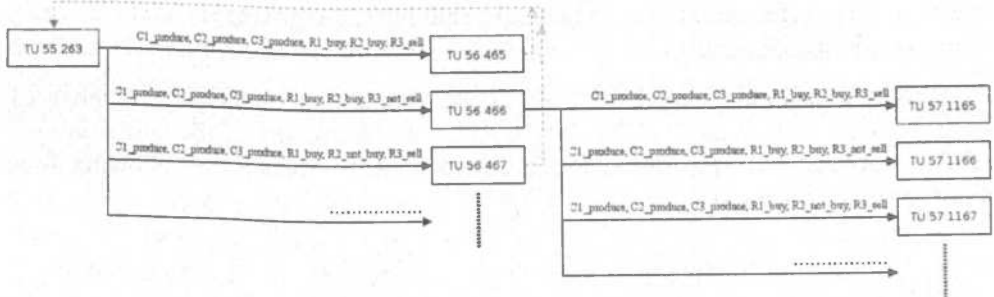 TU 55 263
C1_produce, C2_produce, C3_produce, R1_buy, R2_buy, R3_sell
TU 56 465
C1_produce, C2_produce, C3_produce, R1_buy, R2_buy, R3_not_sell
TU 56 466
C1_produce, C2_produce, C3_produce, R1_buy, R2_not_buy, R3_sell
TU 56 467
C1_produce, C2_produce, C3_produce, R1_buy, R2_buy, R3_sell
TU 57 1165
C1_produce, C2_produce, C3_produce, R1_buy, R2_buy, R3_not_sell
TU 57 1166
C1_produce, C2_produce, C3_produce, R1_buy, R2_not_buy, R3_sell
TU 57 1167